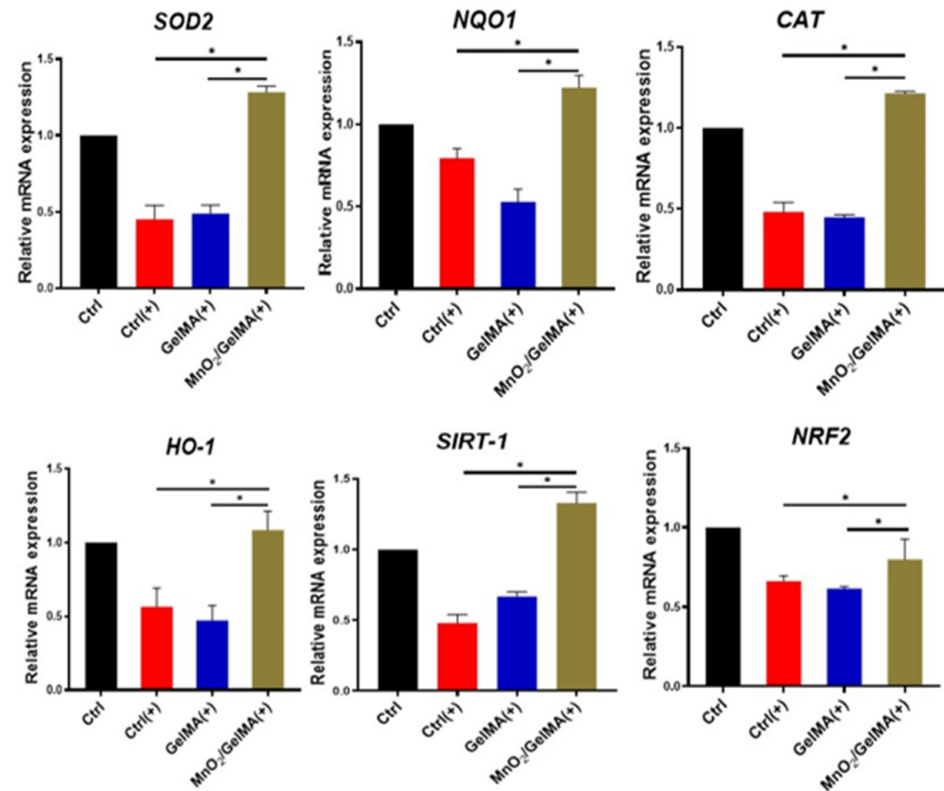 SOD2
Relative mRNA expression
1.5
1.0
0.5
0.0
*
*
Ctrl
Ctrl(+)
GelMA(+)
MnO₂/GelMA(+)
NQO1
Relative mRNA expression
1.5
1.0
0.5
0.0
*
*
Ctrl
Ctrl(+)
GelMA(+)
MnO₂/GelMA(+)
CAT
Relative mRNA expression
1.5
1.0
0.5
0.0
*
*
Ctrl
Ctrl(+)
GelMA(+)
MnO₂/GelMA(+)
HO-1
Relative mRNA expression
1.5
1.0
0.5
0.0
*
*
Ctrl
Ctrl(+)
GelMA(+)
MnO₂/GelMA(+)
SIRT-1
Relative mRNA expression
1.5
1.0
0.5
0.0
*
*
Ctrl
Ctrl(+)
GelMA(+)
MnO₂/GelMA(+)
NRF2
Relative mRNA expression
1.5
1.0
0.5
0.0
*
*
Ctrl
Ctrl(+)
GelMA(+)
MnO₂/GelMA(+)